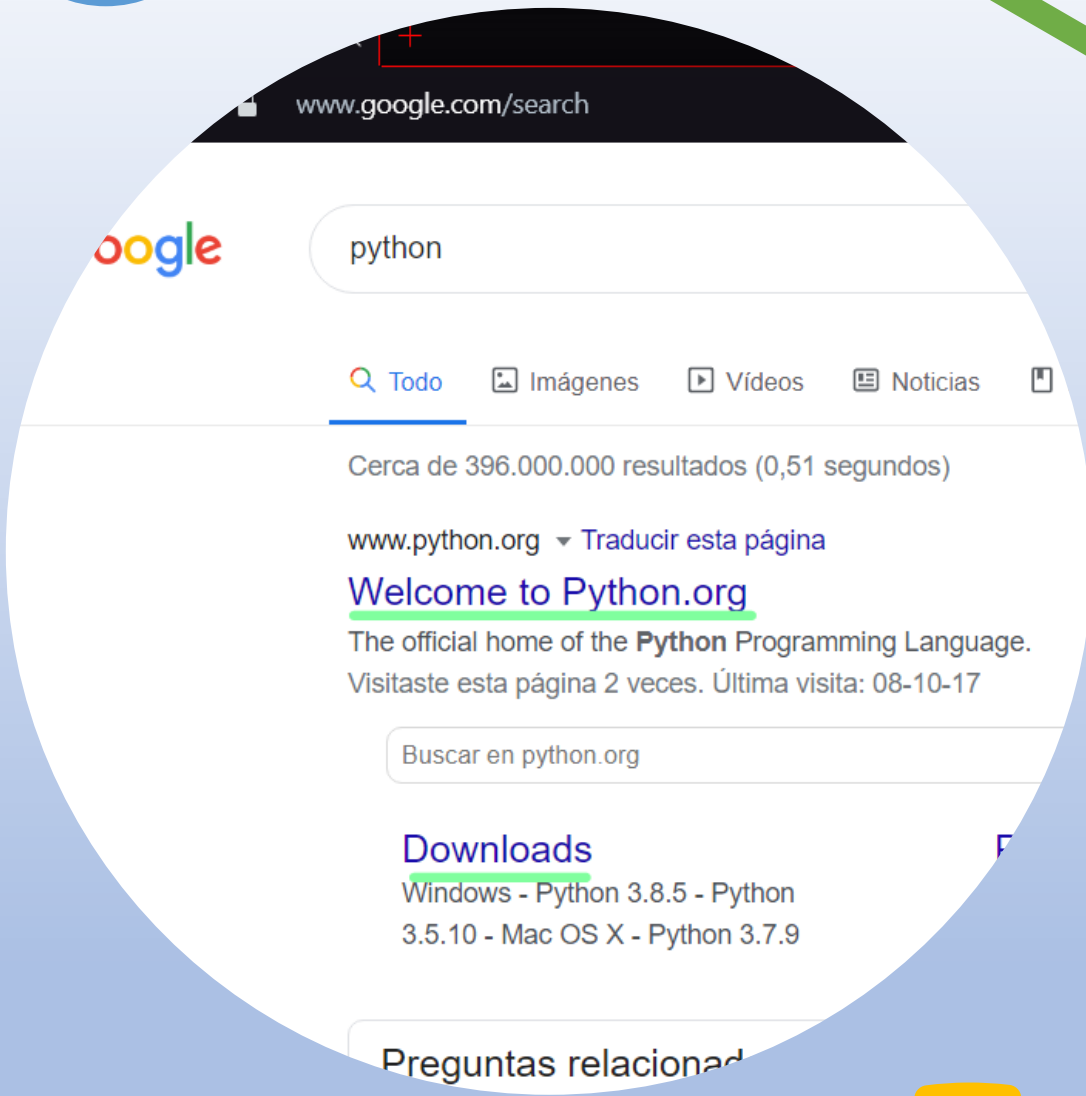 www.google.com/search
oogle
python
Todo Imágenes Vídeos Noticias
Cerca de 396.000.000 resultados (0,51 segundos)
www.python.org Traducir esta página
Welcome to Python.org
The official home of the Python Programming Language.
Visitaste esta página 2 veces. Última visita: 08-10-17
Buscar en python.org
Downloads
Windows - Python 3.8.5 - Python
3.5.10 - Mac OS X - Python 3.7.9
Preguntas relacionad